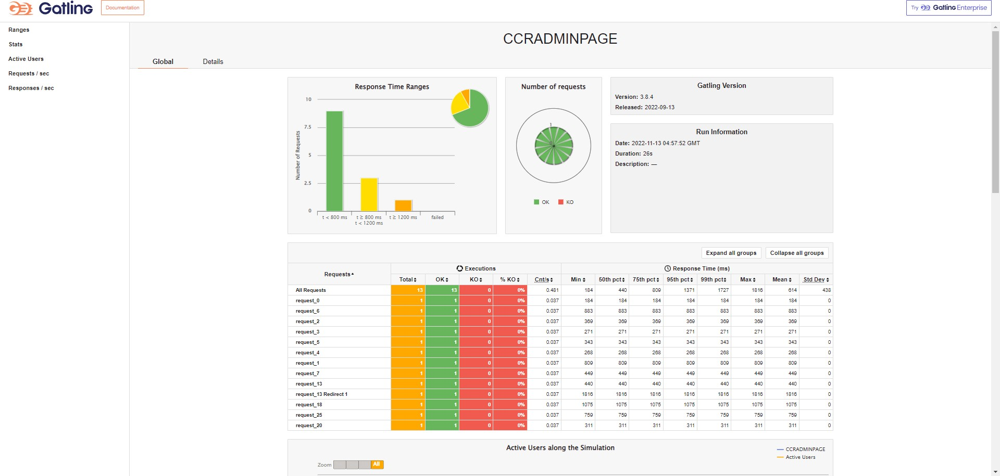 Gatling
Documentation
Try Gatling Enterprise
Ranges
Stats
Active Users
Requests / sec
Responses / sec
CCRADMINPAGE
Global Details
Response Time Ranges
Number of Requests
10
7.5
5
2.5
0
t < 800 ms
t ≥ 800 ms
t < 1200 ms
t ≥ 1200 ms
failed
Number of requests
1
0
OK KO
Gatling Version
Version: 3.8.4
Released: 2022-09-13
Run Information
Date: 2022-11-13 04:57:52 GMT
Duration: 26s
Description: —
Expand all groups Collapse all groups
Requests Executions Response Time (ms)
Total OK KO % KO Cnt/s Min 50th pct 75th pct 95th pct 99th pct Max Mean Std Dev
All Requests 13 13 0 0% 0.481 184 440 809 1371 1727 1816 614 438
request_0 1 1 0 0% 0.037 184 184 184 184 184 184 184 0
request_6 1 1 0 0% 0.037 883 883 883 883 883 883 883 0
request_2 1 1 0 0% 0.037 369 369 369 369 369 369 369 0
request_3 1 1 0 0% 0.037 271 271 271 271 271 271 271 0
request_5 1 1 0 0% 0.037 343 343 343 343 343 343 343 0
request_4 1 1 0 0% 0.037 268 268 268 268 268 268 268 0
request_1 1 1 0 0% 0.037 809 809 809 809 809 809 809 0
request_7 1 1 0 0% 0.037 449 449 449 449 449 449 449 0
request_13 1 1 0 0% 0.037 440 440 440 440 440 440 440 0
request_13 Redirect 1 1 1 0 0% 0.037 1816 1816 1816 1816 1816 1816 1816 0
request_18 1 1 0 0% 0.037 1075 1075 1075 1075 1075 1075 1075 0
request_25 1 1 0 0% 0.037 759 759 759 759 759 759 759 0
request_20 1 1 0 0% 0.037 311 311 311 311 311 311 311 0
Active Users along the Simulation
CCRADMINPAGE
Active Users
Zoom All